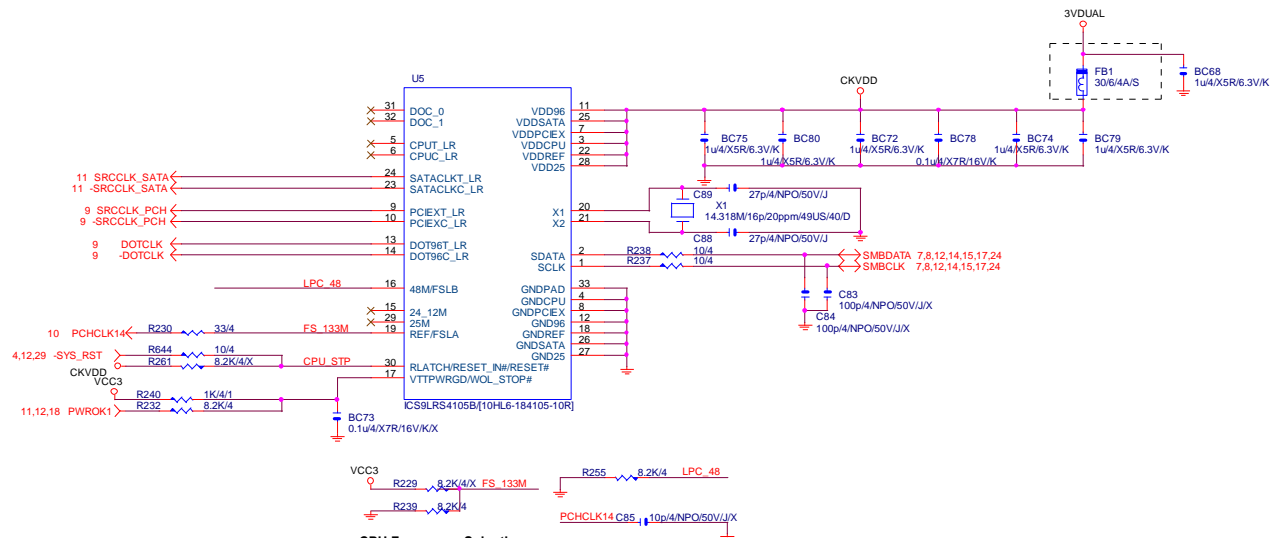 3VDUAL
FB1
30/6/4A/S
BC68
1u/4/X5R/6.3V/K
U5
CKVDD
31 DOC_0 VDD96 11
32 DOC_1 VDDSATA 25
VDDPCIEX 7
5 CPUT_LR VDDCPU 3
6 CPUC_LR VDDREF 22
VDD25 28
BC75
1u/4/X5R/6.3V/K
BC80
1u/4/X5R/6.3V/K
BC72
1u/4/X5R/6.3V/K
BC78
0.1u/4/X7R/16V/K
BC74
1u/4/X5R/6.3V/K
BC79
1u/4/X5R/6.3V/K
11 SRCCLK_SATA 24 SATACLKT_LR
11 -SRCCLK_SATA 23 SATACLKC_LR
9 SRCCLK_PCH 9 PCIEXT_LR X1 20
9 -SRCCLK_PCH 10 PCIEXC_LR X2 21
C89 27p/4/NPO/50V/J
X1
14.318M/16p/20ppm/49US/40/D
C88 27p/4/NPO/50V/J
9 DOTCLK 13 DOT96T_LR
9 -DOTCLK 14 DOT96C_LR
SDATA 2 R238 10/4 SMBDATA 7,8,12,14,15,17,24
SCLK 1 R237 10/4 SMBCLK 7,8,12,14,15,17,24
LPC_48 16 48M/FSLB
GNDPAD 33
GNDCPU 4
GNDPCIEX 8
GND96 12
GNDREF 18
GNDSATA 26
GND25 27
C83
100p/4/NPO/50V/J/X
C84
100p/4/NPO/50V/J/X
15 24_12M
29 25M
10 PCHCLK14 R230 33/4 FS_133M 19 REF/FSLA
4,12,29 -SYS_RST R644 10/4
CKVDD R261 8.2K/4/X CPU_STP 30 RLATCH/RESET_IN#/RESET#
17 VTTPWRGD/WOL_STOP#
VCC3
R240 1K/4/1
11,12,18 PWROK1 R232 8.2K/4
ICS9LRS4105B/[10HL6-184105-10R]
BC73
0.1u/4/X7R/16V/K/X
VCC3
R229 8.2K/4/X FS_133M
R239 8.2K/4
R255 8.2K/4 LPC_48
PCHCLK14 C85 10p/4/NPO/50V/J/X